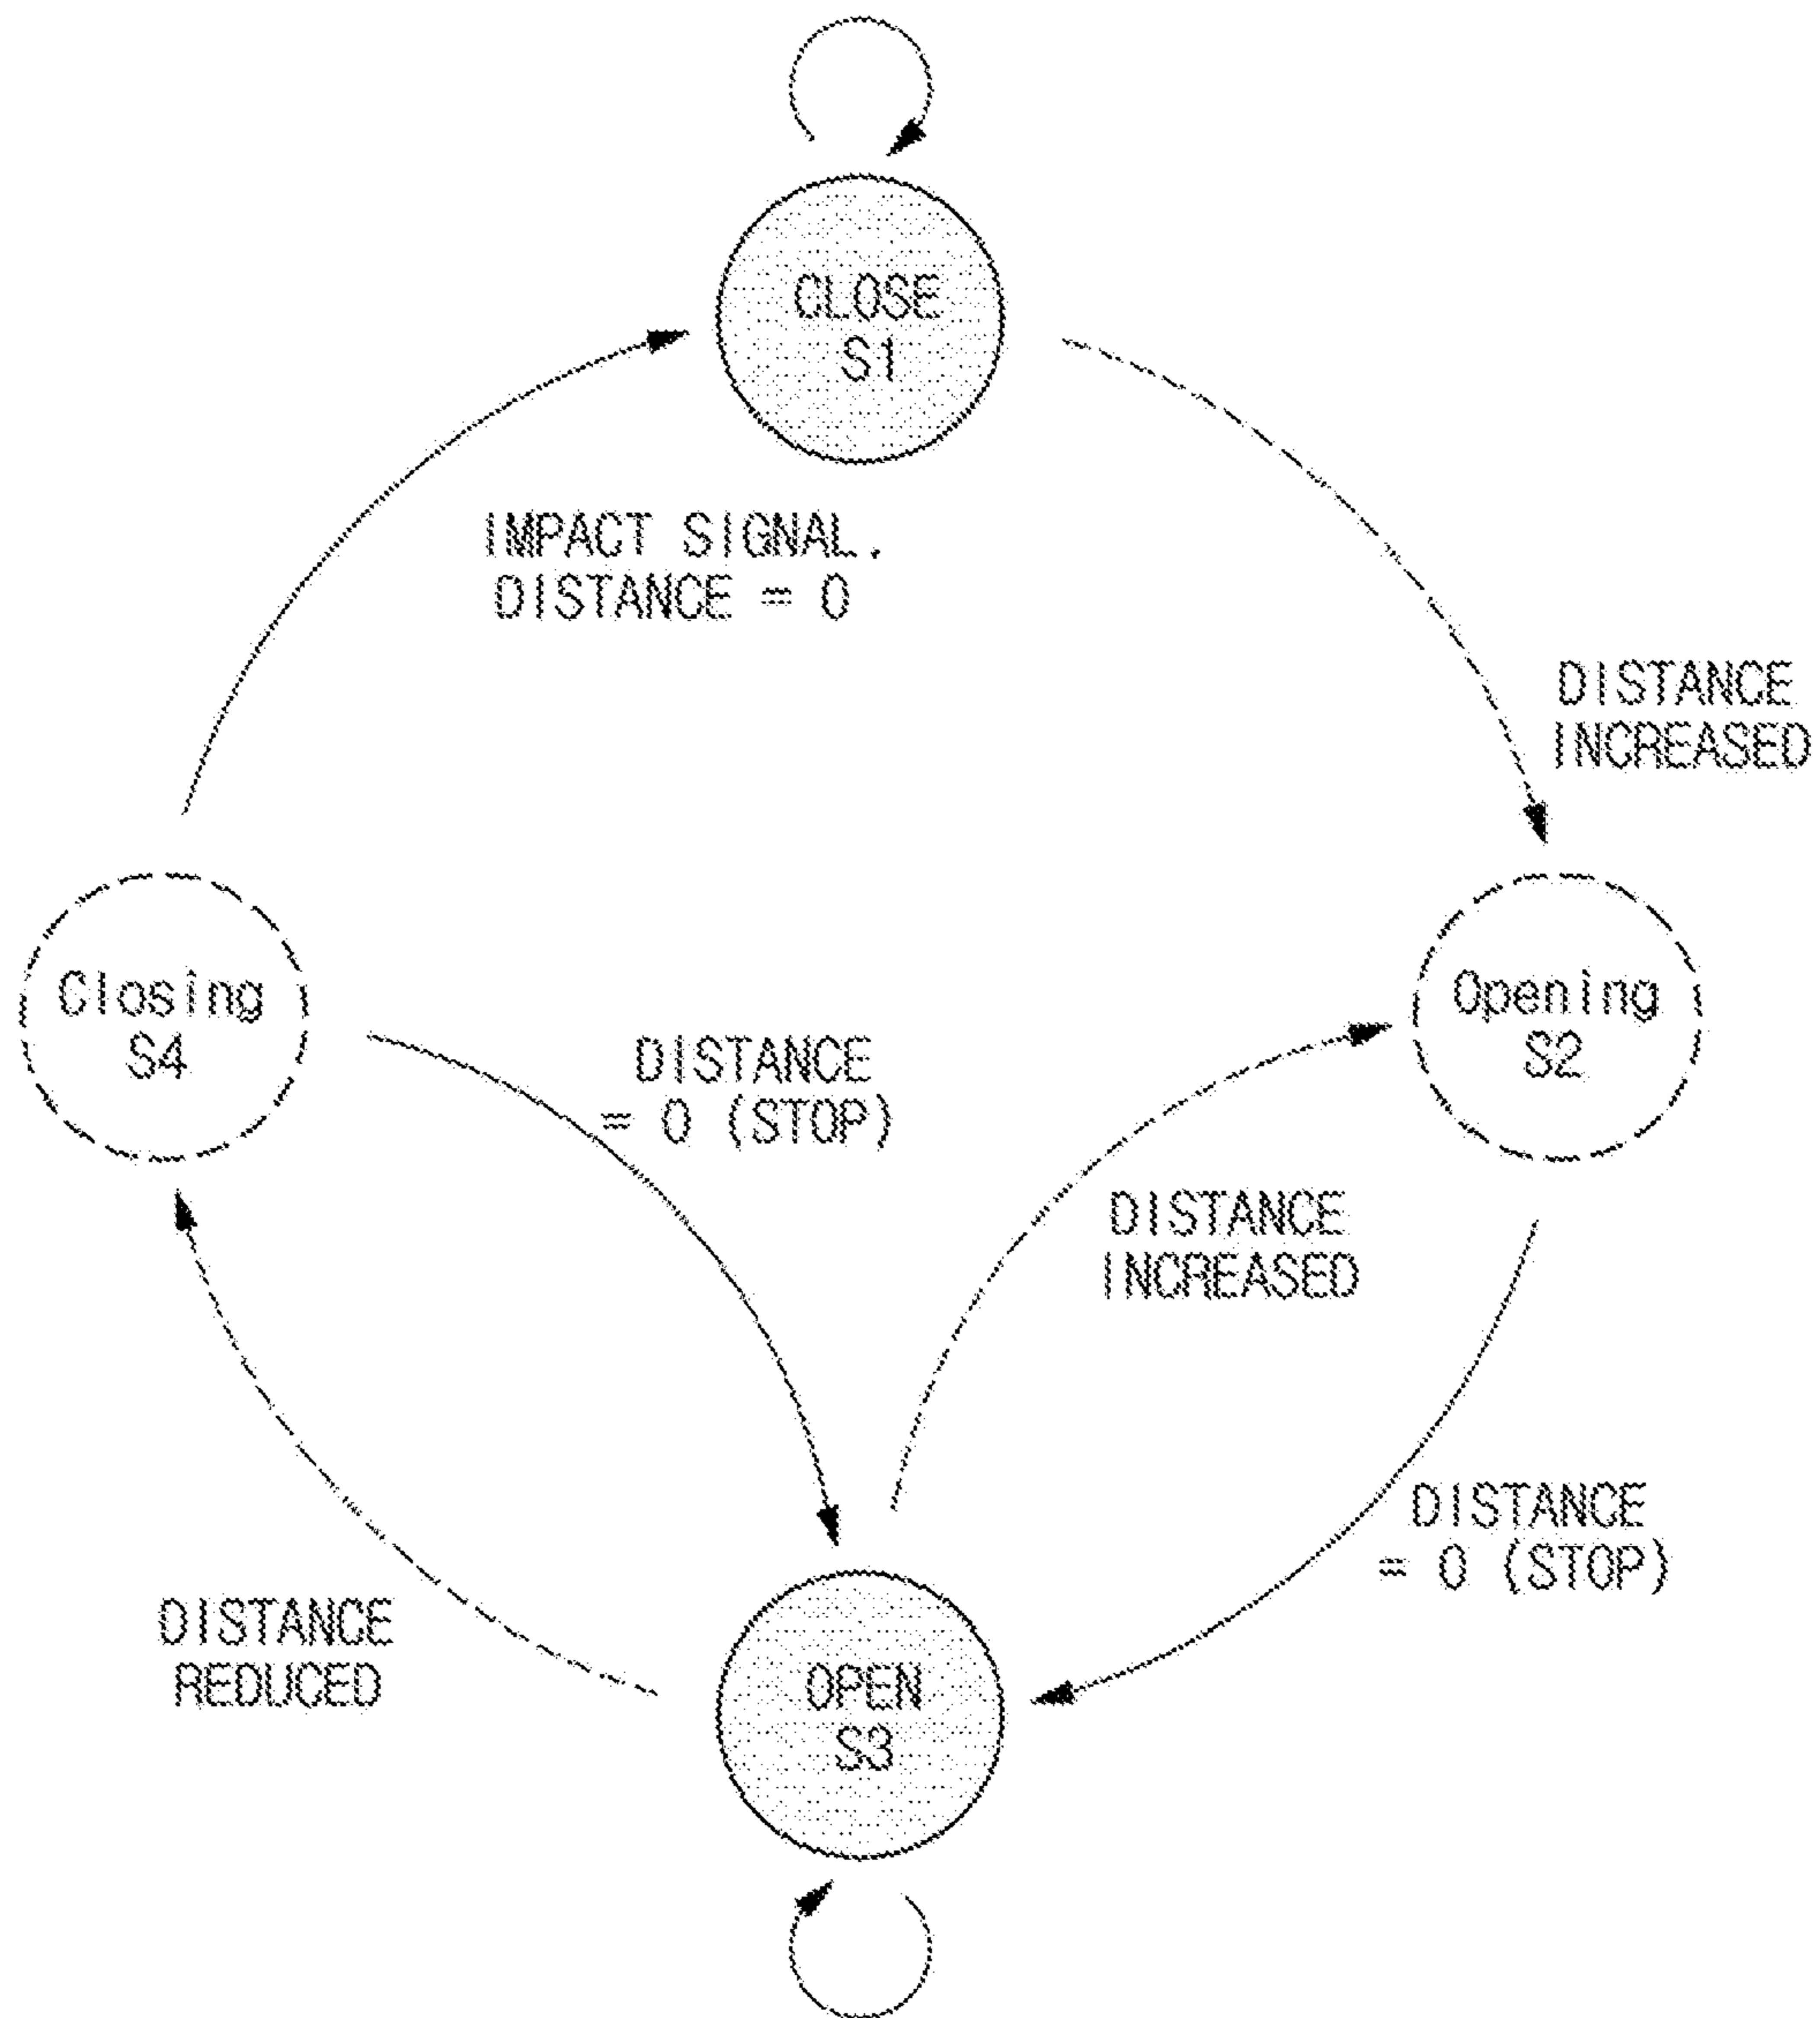 CLOSE
S1
IMPACT SIGNAL.
DISTANCE = 0
DISTANCE
INCREASED
Closing
S4
Opening
S2
DISTANCE
= 0 (STOP)
DISTANCE
INCREASED
DISTANCE
= 0 (STOP)
DISTANCE
REDUCED
OPEN
S3